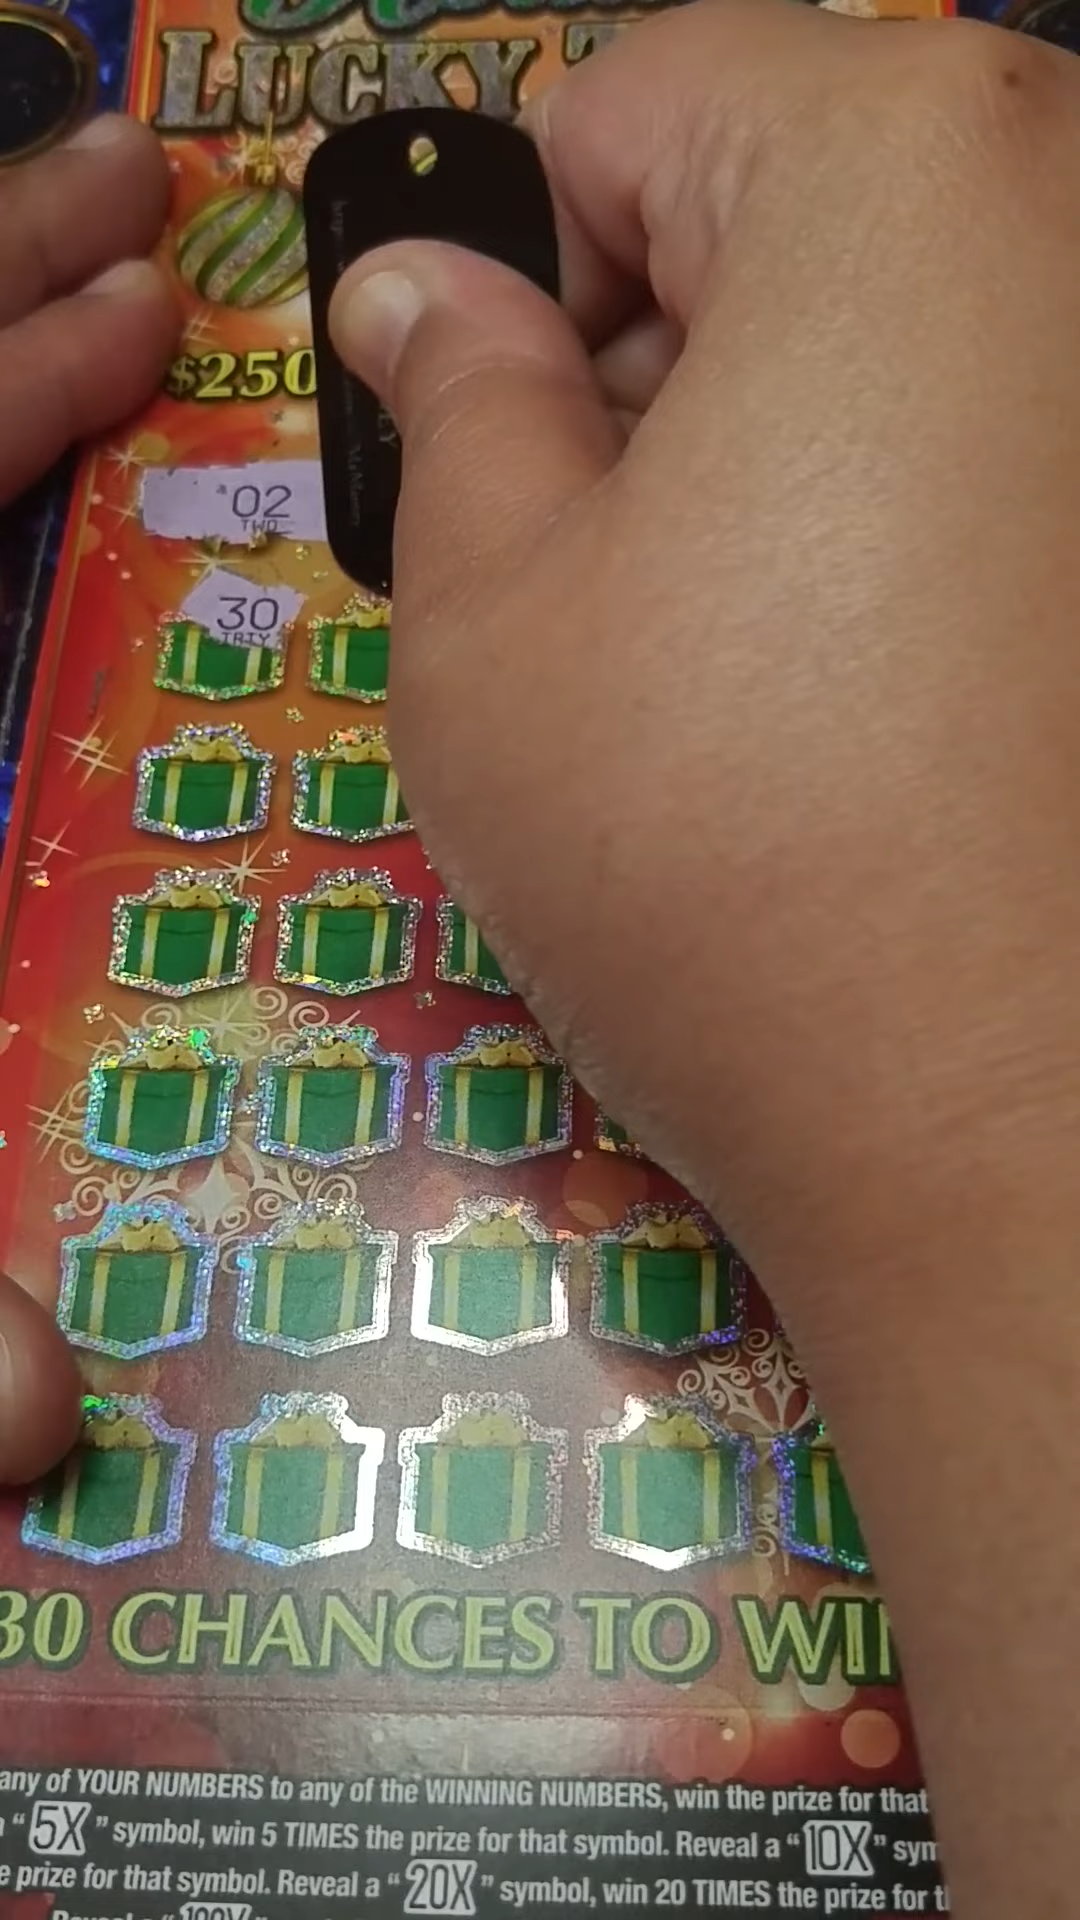 LUCKY
$250
02
TWO
30
TRTY
30 CHANCES TO WI
any of YOUR NUMBERS to any of the WINNING NUMBERS, win the prize for that
"5X" symbol, win 5 TIMES the prize for that symbol. Reveal a "10X" sym
prize for that symbol. Reveal a "20X" symbol, win 20 TIMES the prize for